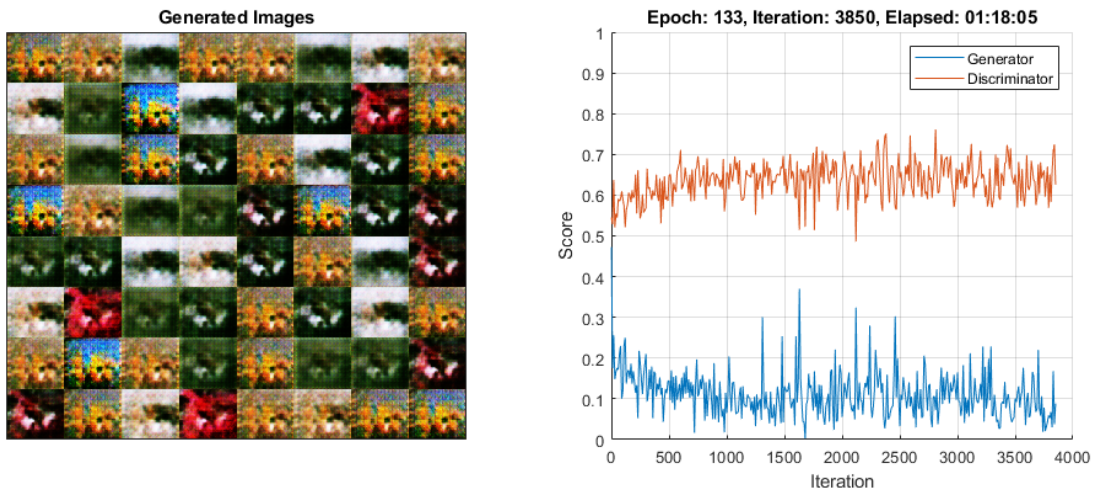 Generated Images
Epoch: 133, Iteration: 3850, Elapsed: 01:18:05
Generator
Discriminator
1
0.9
0.8
0.7
0.6
0.5
0.4
0.3
0.2
0.1
0
Score
0 500 1000 1500 2000 2500 3000 3500 4000
Iteration